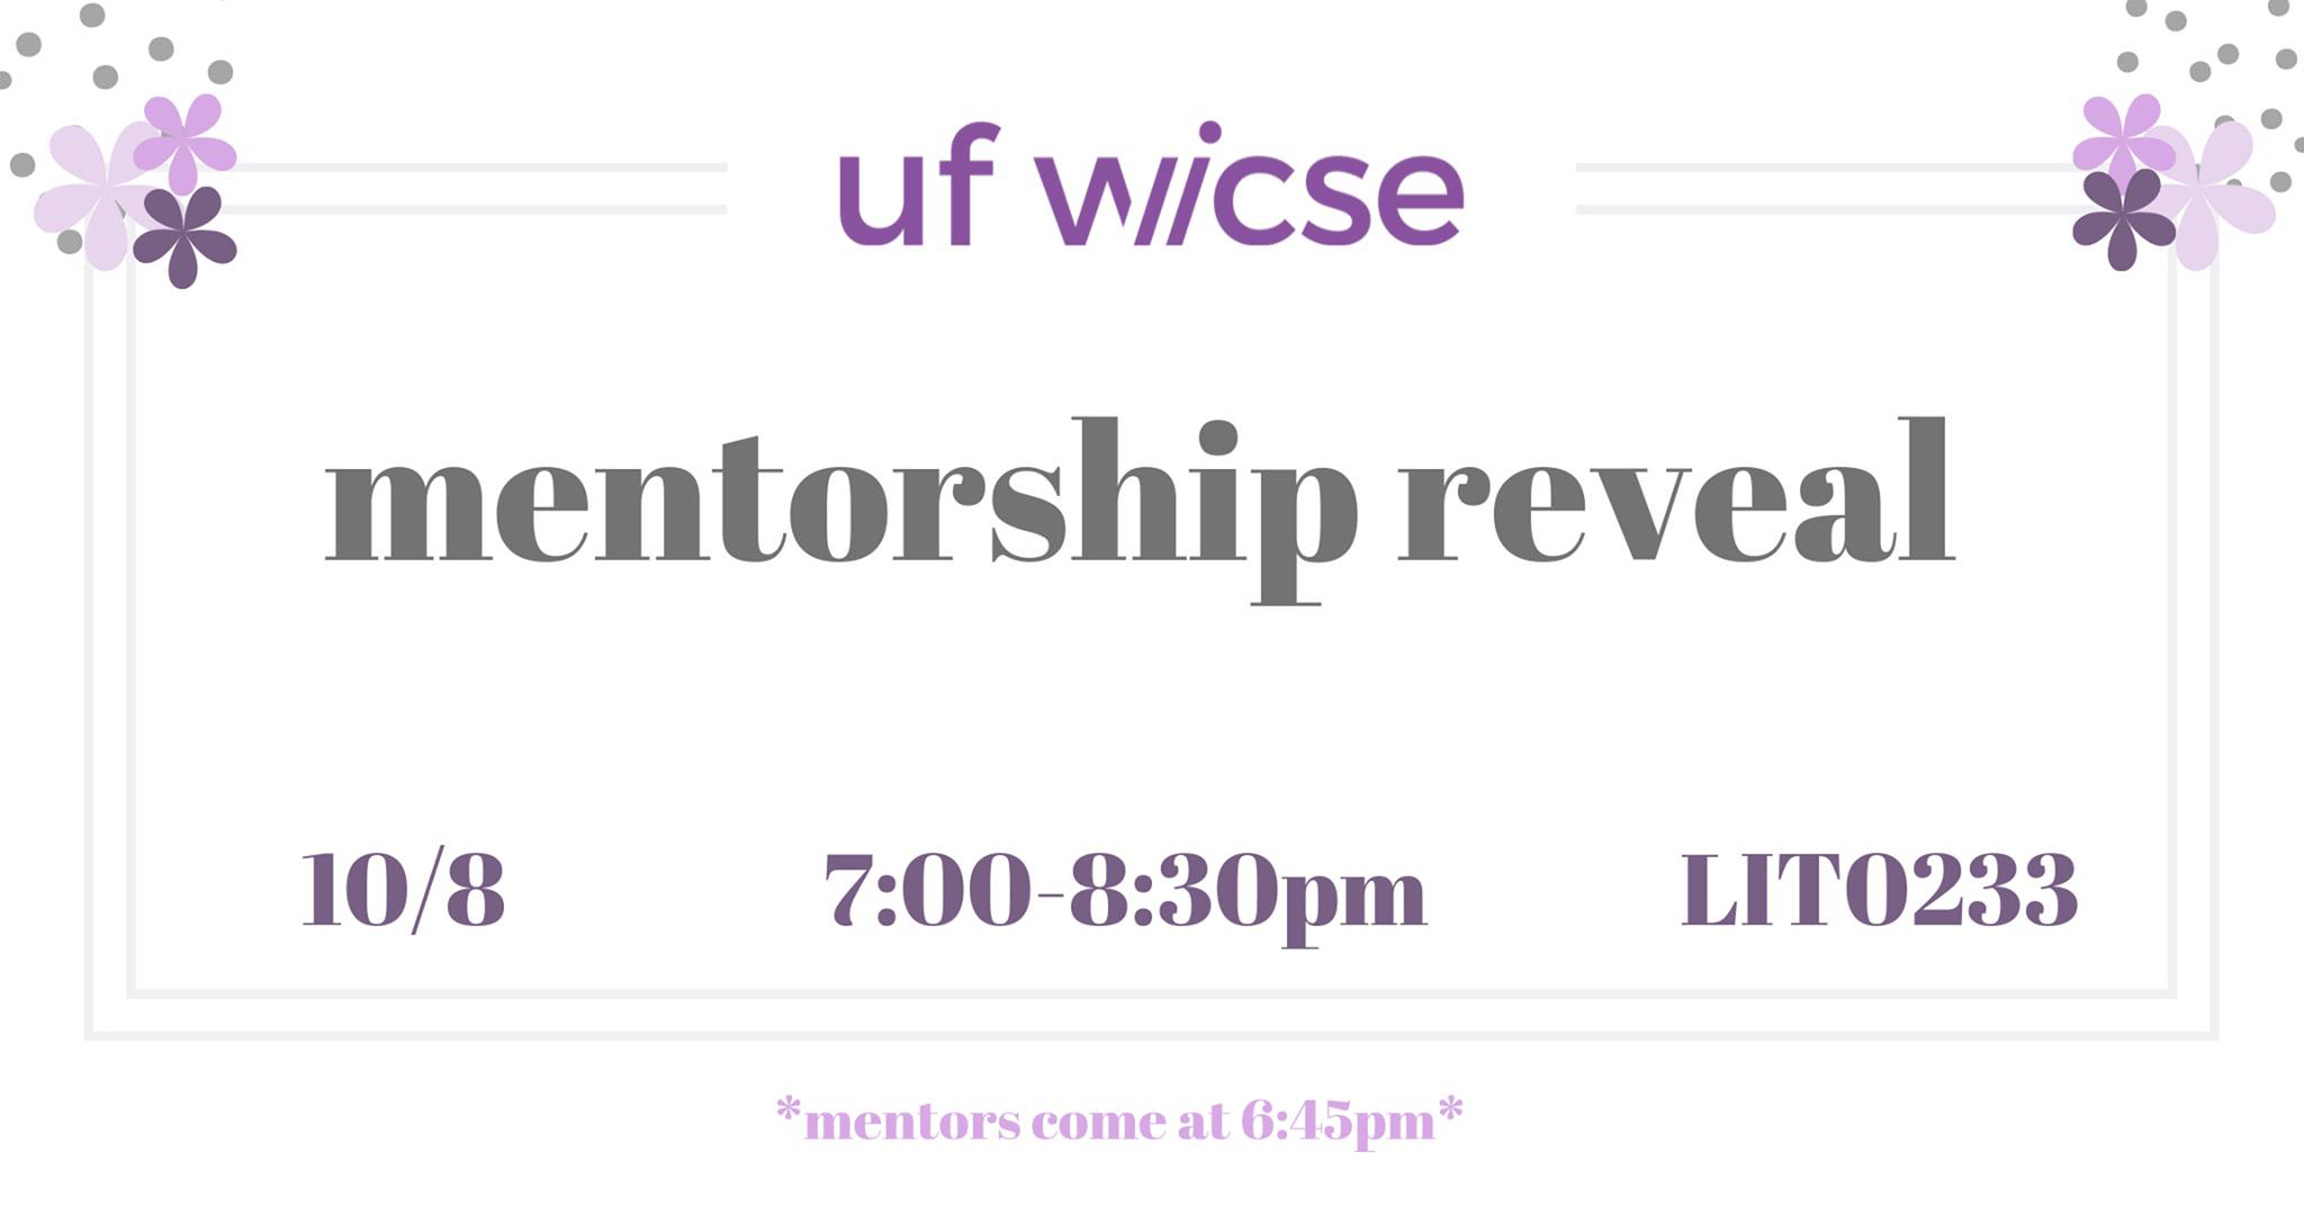 uf wicse
mentorship reveal
10/8 7:00-8:30pm LIT0233
*mentors come at 6:45pm*